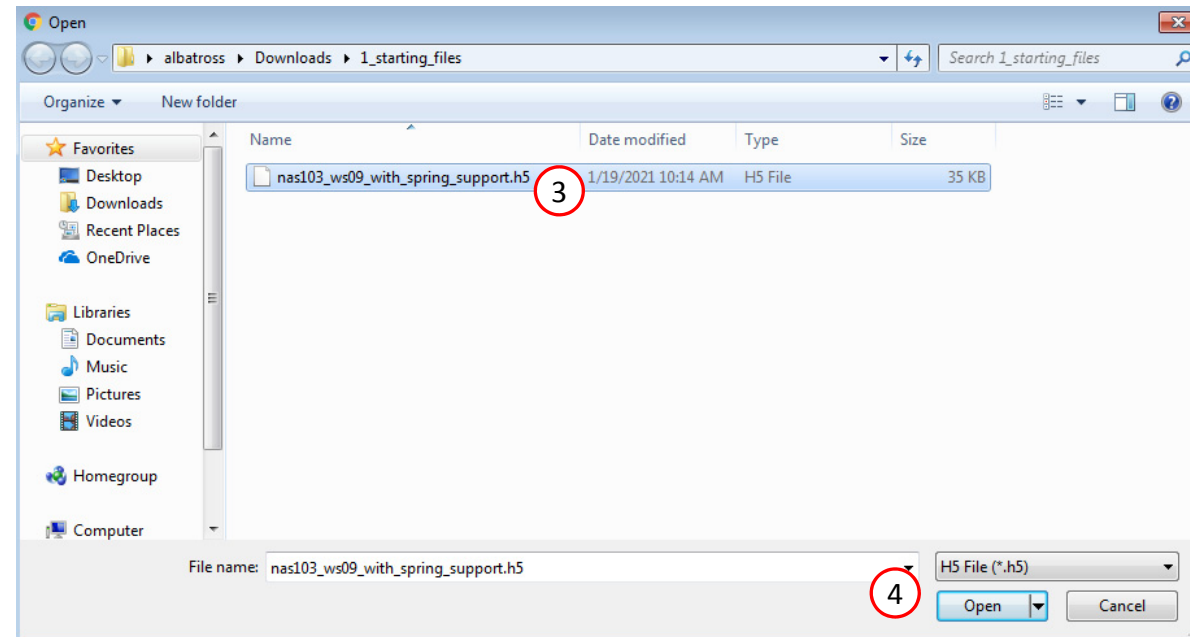 Open
albatross Downloads 1_starting_files Search 1_starting_files
Organize New folder
Name Date modified Type Size
Favorites
nas103_ws09_with_spring_support.h5 3 1/19/2021 10:14 AM H5 File 35 KB
Desktop
Downloads
Recent Places
OneDrive
Libraries
Documents
Music
Pictures
Videos
Homegroup
Computer
File name: nas103_ws09_with_spring_support.h5 H5 File (*.h5)
4 Open Cancel